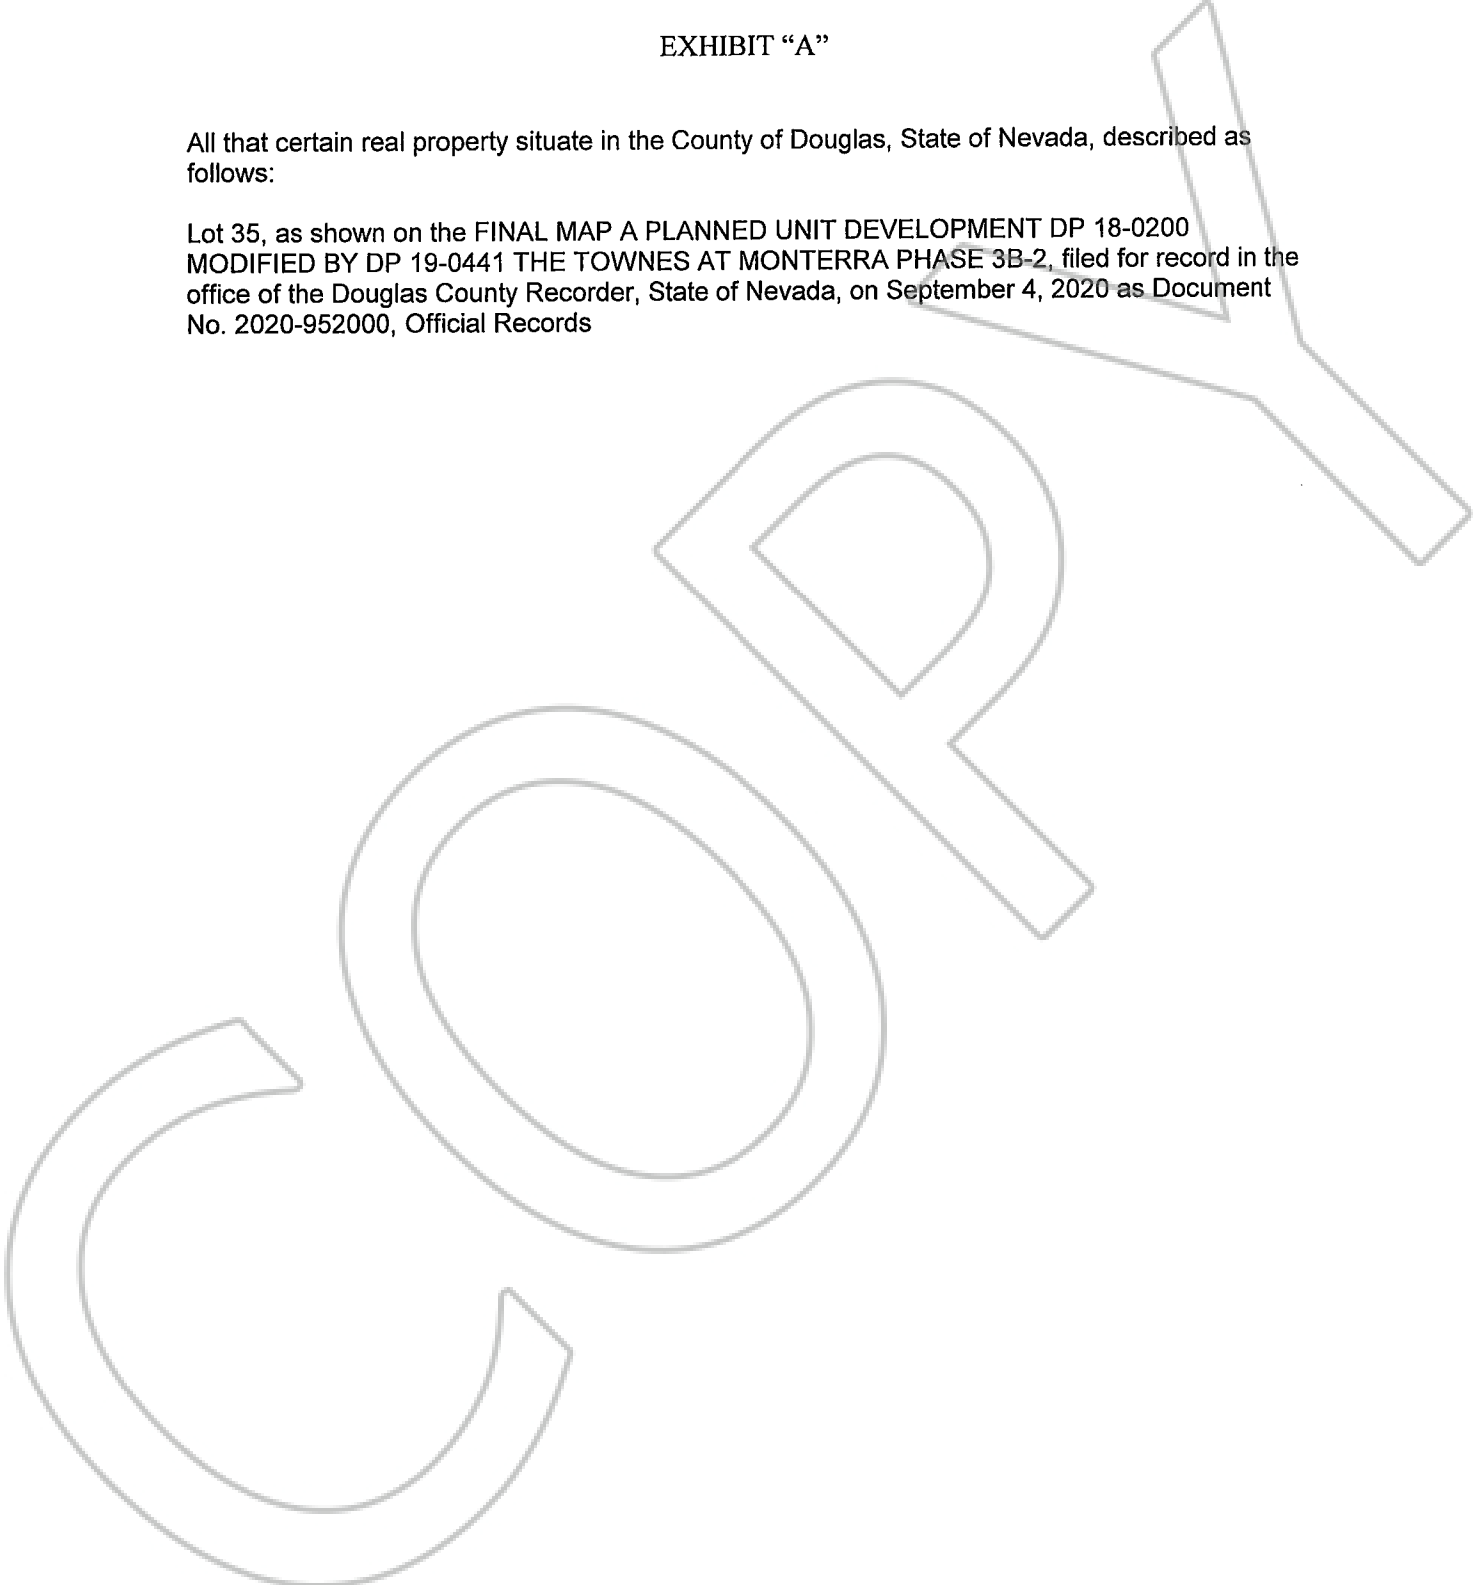 EXHIBIT “A”
All that certain real property situate in the County of Douglas, State of Nevada, described as
follows:
Lot 35, as shown on the FINAL MAP A PLANNED UNIT DEVELOPMENT DP 18-0200
MODIFIED BY DP 19-0441 THE TOWNES AT MONTERRA PHASE 3B-2, filed for record in the
office of the Douglas County Recorder, State of Nevada, on September 4, 2020 as Document
No. 2020-952000, Official Records
COPY